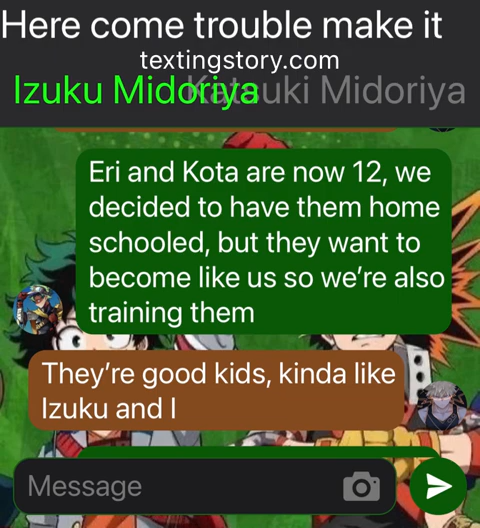 Here come trouble make it
textingstory.com
Izuku Midoriya Katsuki Midoriya
Eri and Kota are now 12, we
decided to have them home
schooled, but they want to
become like us so we're also
training them
They're good kids, kinda like
Izuku and I
Message